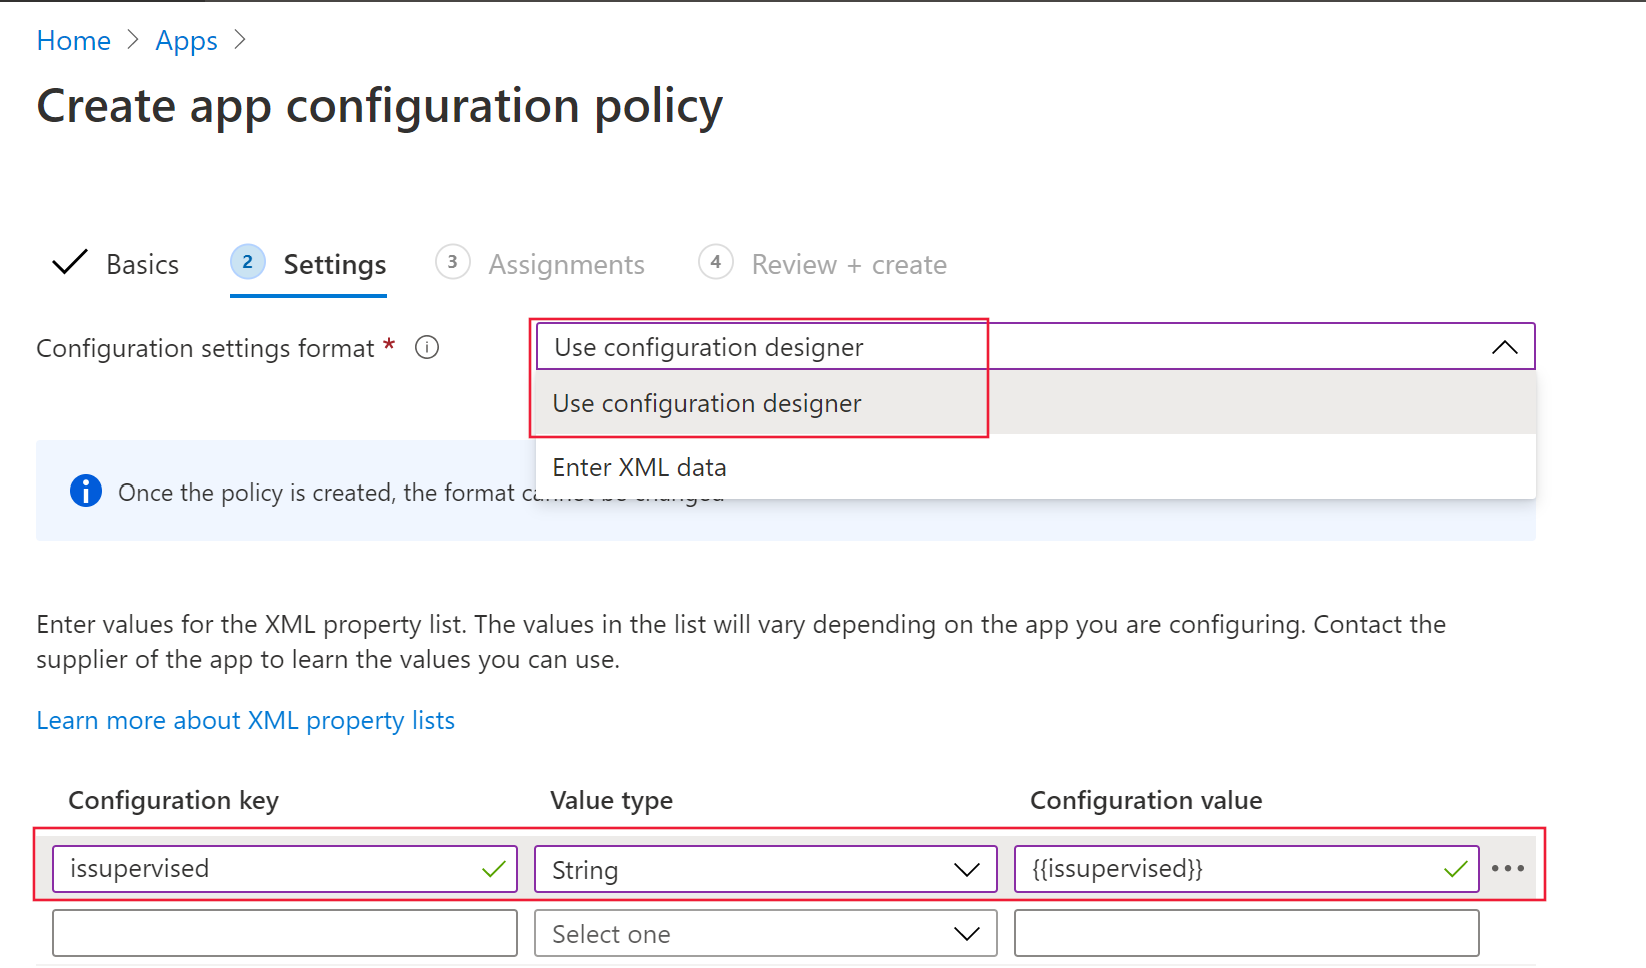 Home > Apps >
Create app configuration policy
Basics 2 Settings 3 Assignments 4 Review + create
Configuration settings format * Use configuration designer
Use configuration designer
Enter XML data
Once the policy is created, the format cannot be changed
Enter values for the XML property list. The values in the list will vary depending on the app you are configuring. Contact the
supplier of the app to learn the values you can use.
Learn more about XML property lists
Configuration key Value type Configuration value
issupervised String {{issupervised}}
Select one